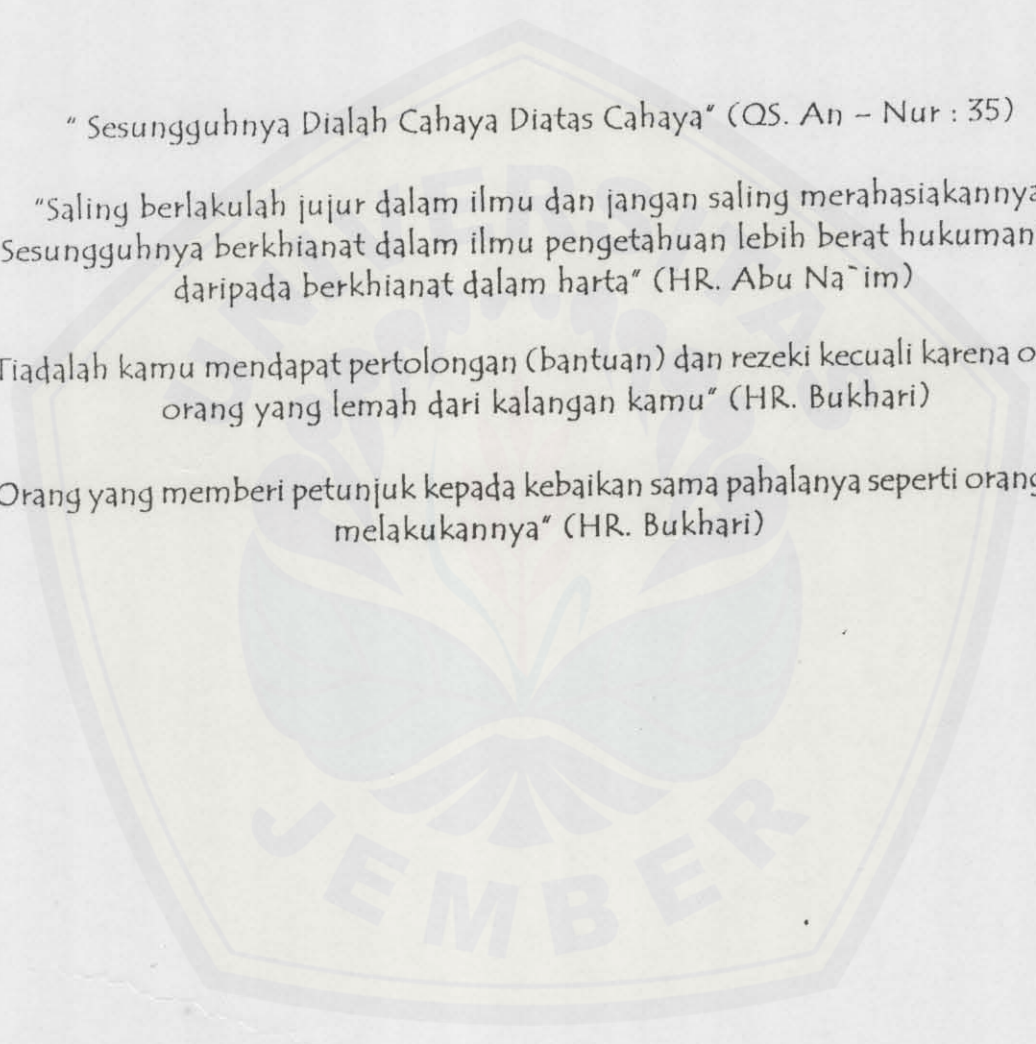 " Sesungguhnya Dialah Cahaya Diatas Cahaya" (QS. An – Nur : 35)
"Saling berlakulah jujur dalam ilmu dan jangan saling merahasiakannya
Sesungguhnya berkhianat dalam ilmu pengetahuan lebih berat hukuman
daripada berkhianat dalam harta" (HR. Abu Na`im)
Tiadalah kamu mendapat pertolongan (bantuan) dan rezeki kecuali karena o
orang yang lemah dari kalangan kamu" (HR. Bukhari)
Orang yang memberi petunjuk kepada kebaikan sama pahalanya seperti orang
melakukannya" (HR. Bukhari)
UNIVERSITAS
JEMBER